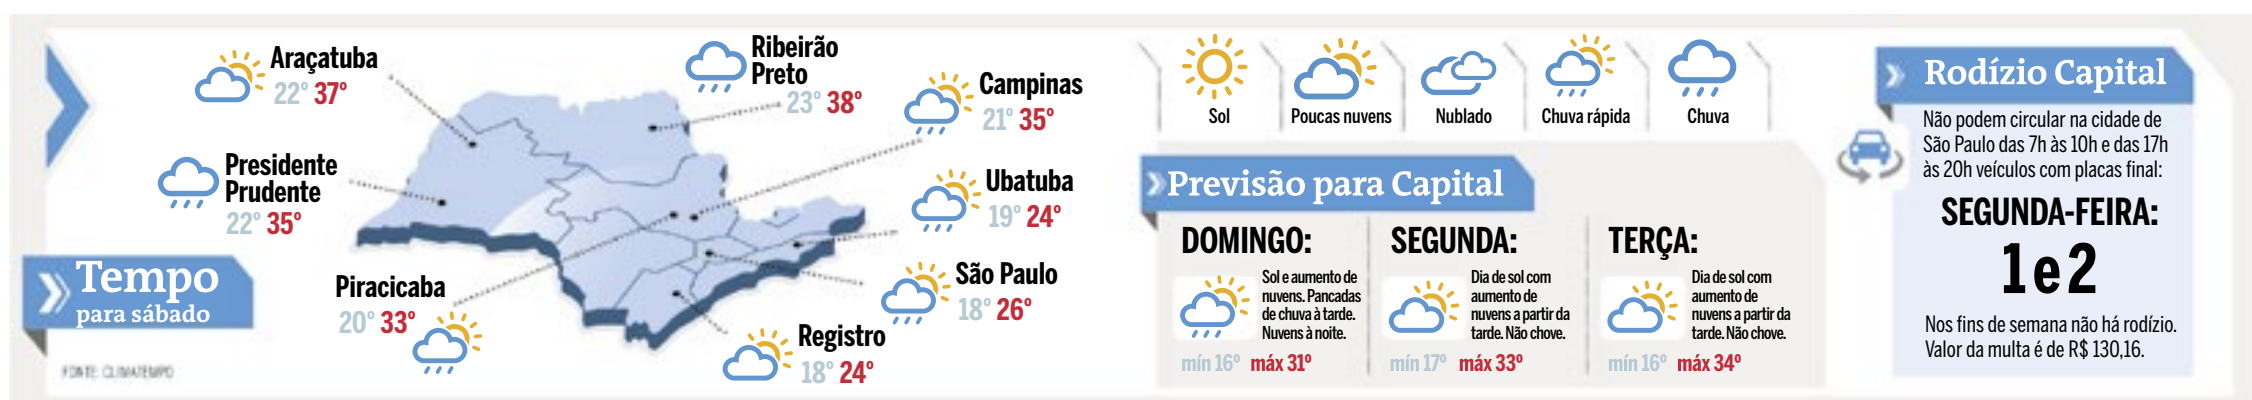 Tempo
para sábado
FONTE: CLIMATEMPO
Araçatuba
22° 37°
Presidente
Prudente
22° 35°
Piracicaba
20° 33°
Ribeirão
Preto
23° 38°
Campinas
21° 35°
Ubatuba
19° 24°
São Paulo
18° 26°
Registro
18° 24°
Sol
Poucas nuvens
Nublado
Chuva rápida
Chuva
Previsão para Capital
DOMINGO:
Sol e aumento de
nuvens. Pancadas
de chuva à tarde.
Nuvens à noite.
mín 16º máx 31º
SEGUNDA:
Dia de sol com
aumento de
nuvens a partir da
tarde. Não chove.
mín 17º máx 33º
TERÇA:
Dia de sol com
aumento de
nuvens a partir da
tarde. Não chove.
mín 16º máx 34º
Rodízio Capital
Não podem circular na cidade de
São Paulo das 7h às 10h e das 17h
às 20h veículos com placas final:
SEGUNDA-FEIRA:
1 e 2
Nos fins de semana não há rodízio.
Valor da multa é de R$ 130,16.